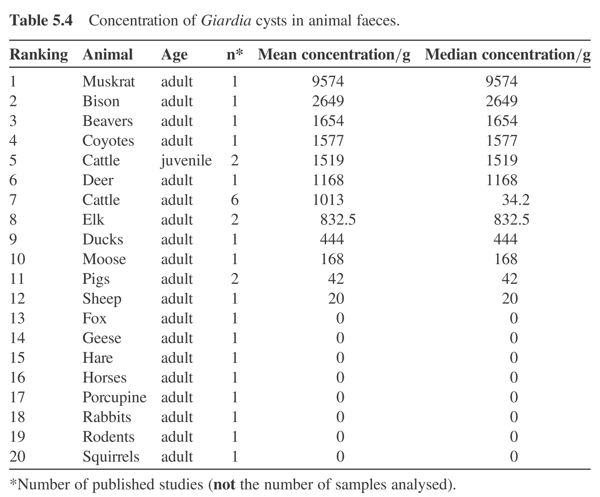 Table 5.4 Concentration of Giardia cysts in animal faeces.
Ranking Animal Age n* Mean concentration/g Median concentration/g
1 Muskrat adult 1 9574 9574
2 Bison adult 1 2649 2649
3 Beavers adult 1 1654 1654
4 Coyotes adult 1 1577 1577
5 Cattle juvenile 2 1519 1519
6 Deer adult 1 1168 1168
7 Cattle adult 6 1013 34.2
8 Elk adult 2 832.5 832.5
9 Ducks adult 1 444 444
10 Moose adult 1 168 168
11 Pigs adult 2 42 42
12 Sheep adult 1 20 20
13 Fox adult 1 0 0
14 Geese adult 1 0 0
15 Hare adult 1 0 0
16 Horses adult 1 0 0
17 Porcupine adult 1 0 0
18 Rabbits adult 1 0 0
19 Rodents adult 1 0 0
20 Squirrels adult 1 0 0
*Number of published studies (not the number of samples analysed).